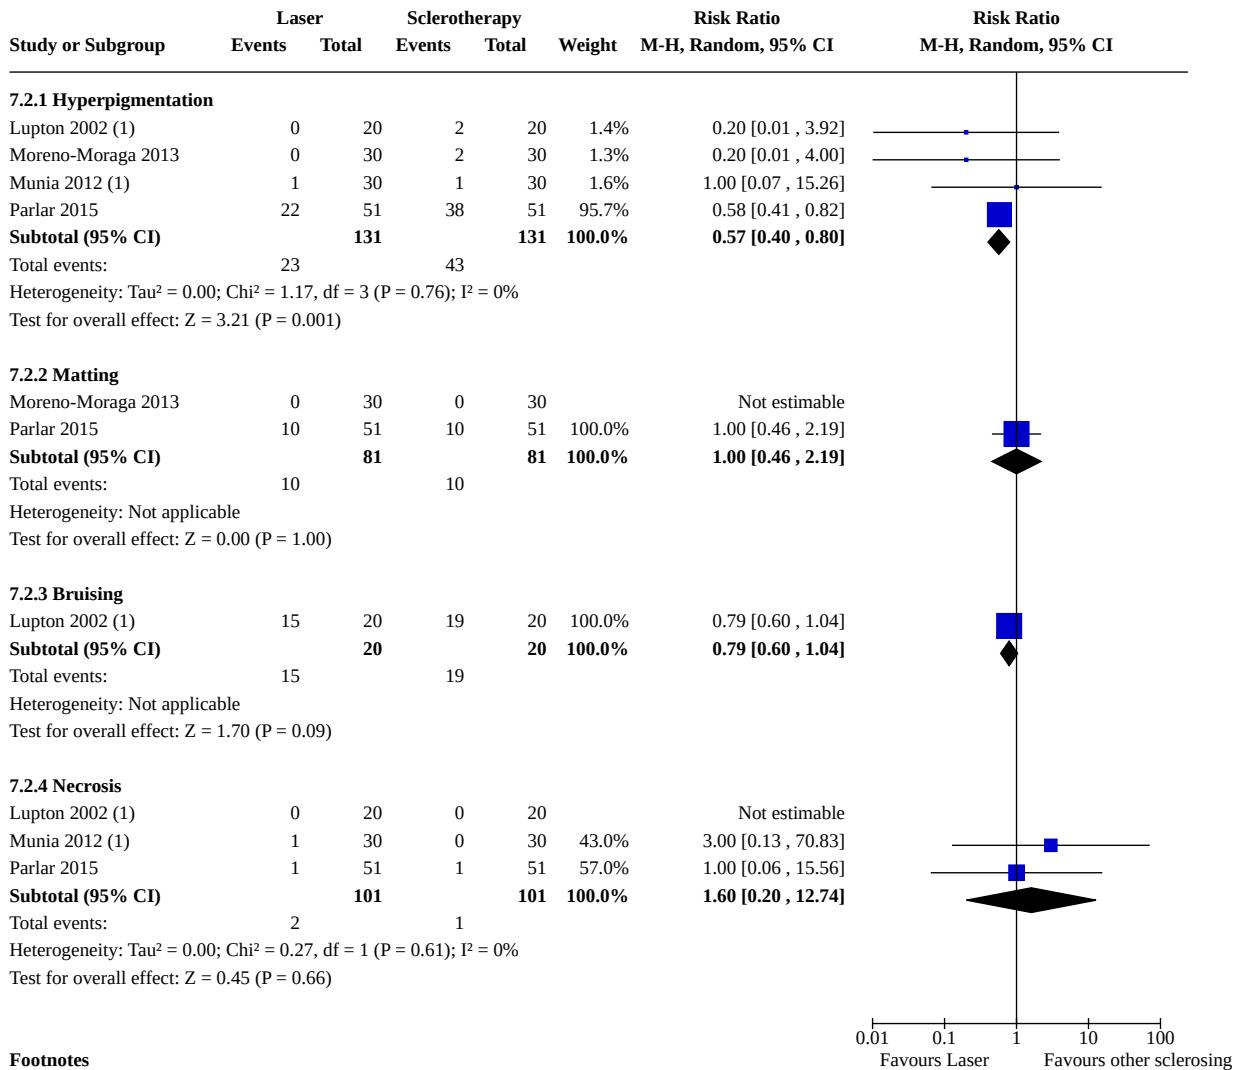 Laser Sclerotherapy Risk Ratio Risk Ratio
Study or Subgroup Events Total Events Total Weight M-H, Random, 95% CI M-H, Random, 95% CI
7.2.1 Hyperpigmentation
Lupton 2002 (1) 0 20 2 20 1.4% 0.20 [0.01 , 3.92]
Moreno-Moraga 2013 0 30 2 30 1.3% 0.20 [0.01 , 4.00]
Munia 2012 (1) 1 30 1 30 1.6% 1.00 [0.07 , 15.26]
Parlar 2015 22 51 38 51 95.7% 0.58 [0.41 , 0.82]
Subtotal (95% CI) 131 131 100.0% 0.57 [0.40 , 0.80]
Total events: 23 43
Heterogeneity: Tau² = 0.00; Chi² = 1.17, df = 3 (P = 0.76); I² = 0%
Test for overall effect: Z = 3.21 (P = 0.001)
7.2.2 Matting
Moreno-Moraga 2013 0 30 0 30 Not estimable
Parlar 2015 10 51 10 51 100.0% 1.00 [0.46 , 2.19]
Subtotal (95% CI) 81 81 100.0% 1.00 [0.46 , 2.19]
Total events: 10 10
Heterogeneity: Not applicable
Test for overall effect: Z = 0.00 (P = 1.00)
7.2.3 Bruising
Lupton 2002 (1) 15 20 19 20 100.0% 0.79 [0.60 , 1.04]
Subtotal (95% CI) 20 20 100.0% 0.79 [0.60 , 1.04]
Total events: 15 19
Heterogeneity: Not applicable
Test for overall effect: Z = 1.70 (P = 0.09)
7.2.4 Necrosis
Lupton 2002 (1) 0 20 0 20 Not estimable
Munia 2012 (1) 1 30 0 30 43.0% 3.00 [0.13 , 70.83]
Parlar 2015 1 51 1 51 57.0% 1.00 [0.06 , 15.56]
Subtotal (95% CI) 101 101 100.0% 1.60 [0.20 , 12.74]
Total events: 2 1
Heterogeneity: Tau² = 0.00; Chi² = 0.27, df = 1 (P = 0.61); I² = 0%
Test for overall effect: Z = 0.45 (P = 0.66)
0.01 0.1 1 10 100
Footnotes Favours Laser Favours other sclerosing